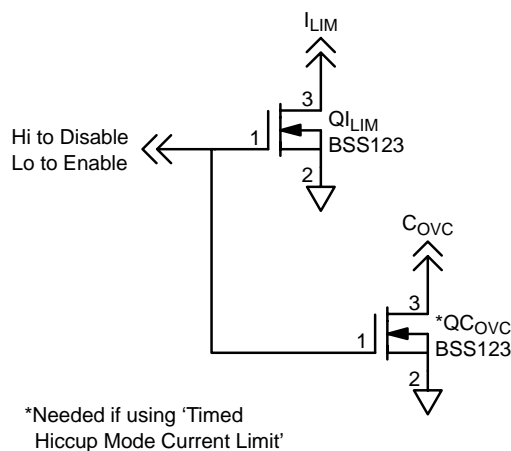 ILIM
3
QILIM
1
BSS123
2
Hi to Disable
Lo to Enable
COVC
3
*QCOVC
1
BSS123
2
*Needed if using ‘Timed
Hiccup Mode Current Limit’